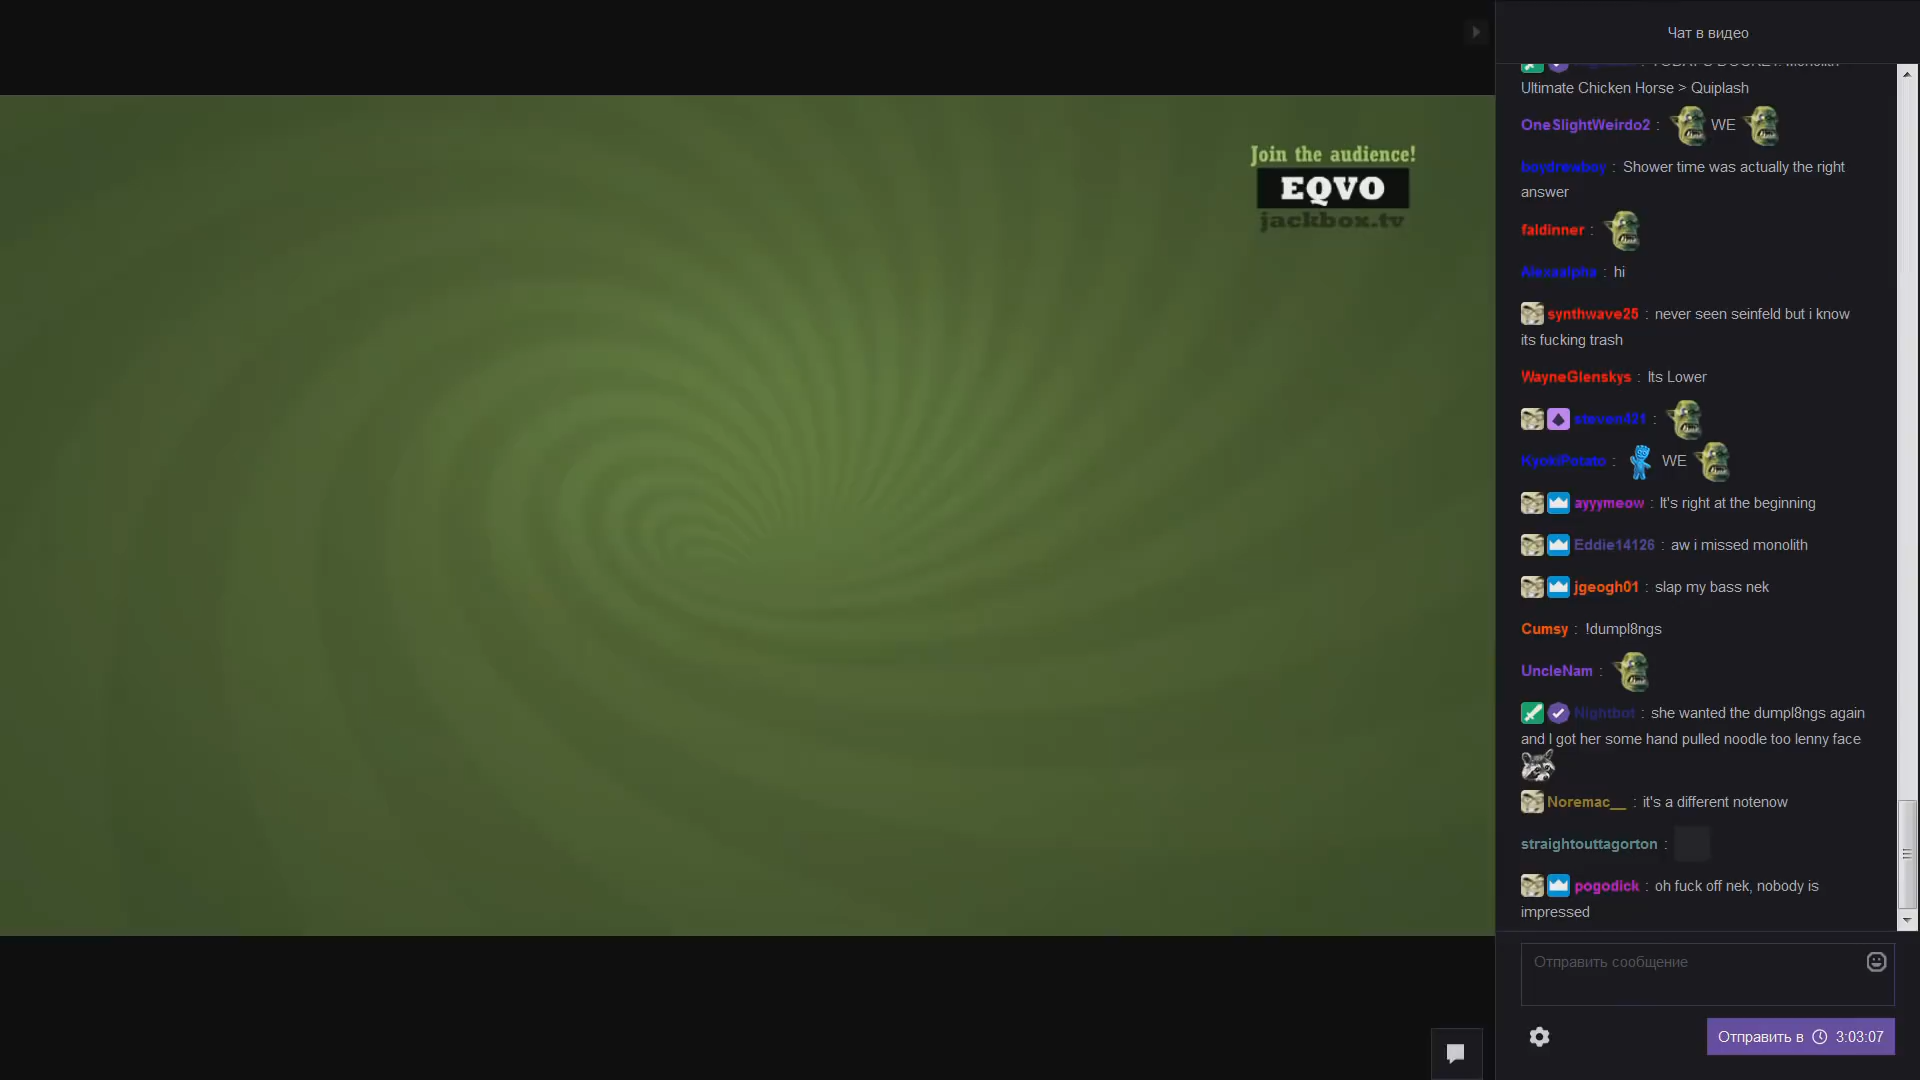 Join the audience!
EQVO
jackbox.tv
Чат в видео
Ultimate Chicken Horse > Quiplash
OneSlightWeirdo2 : WE
boydrewboy : Shower time was actually the right
answer
faldinner :
Alexaalpha : hi
synthwave25 : never seen seinfeld but i know
its fucking trash
WayneGlenskys : Its Lower
steven421 :
KyokiPotato : WE
ayyymeow : It's right at the beginning
Eddie14126 : aw i missed monolith
jgeogh01 : slap my bass nek
Cumsy : !dumpl8ngs
UncleNam :
Nightbot : she wanted the dumpl8ngs again
and I got her some hand pulled noodle too lenny face
Noremac__ : it's a different notenow
straightouttagorton :
pogodick : oh fuck off nek, nobody is
impressed
Отправить сообщение
Отправить в 3:03:07